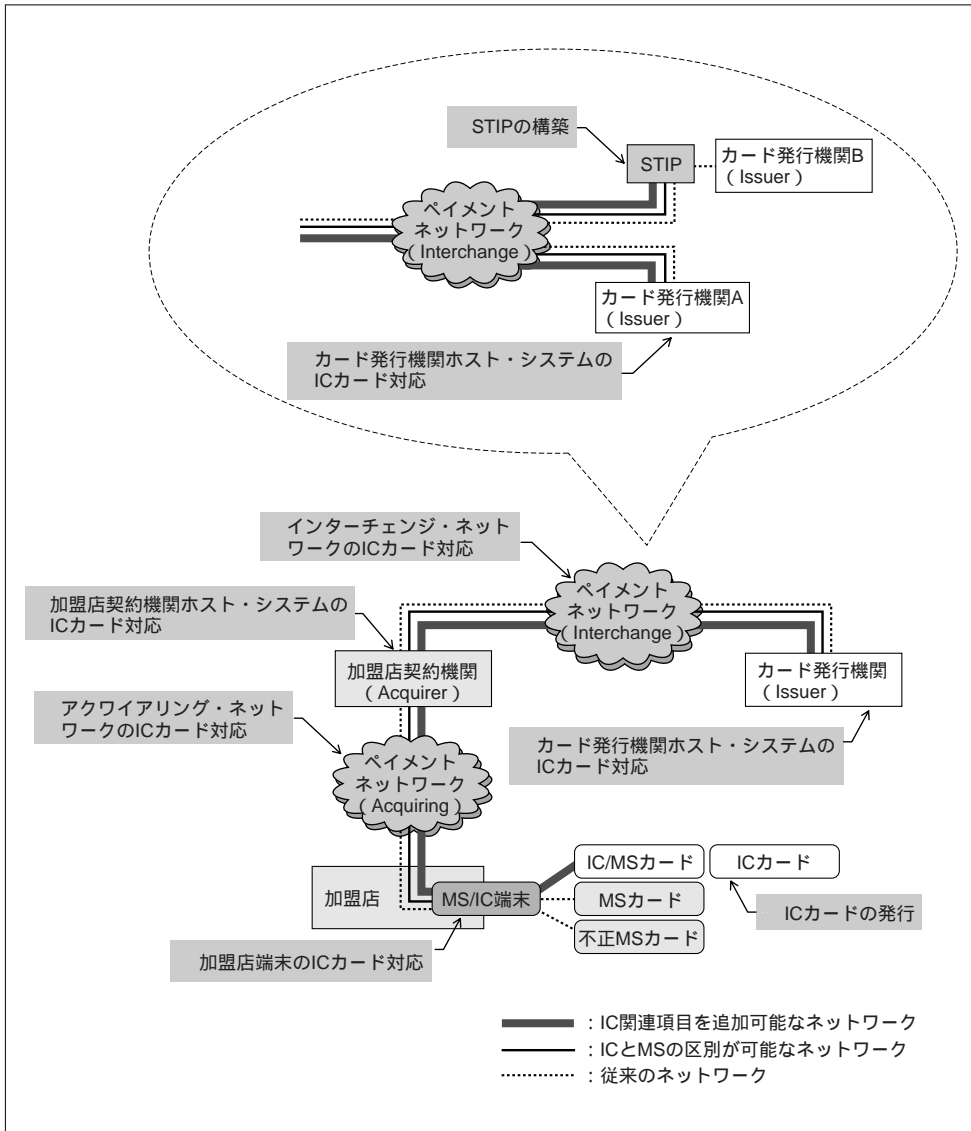 STIPの構築
STIP
カード発行機関B
（Issuer）
ペイメント
ネットワーク
（Interchange）
カード発行機関A
（Issuer）
カード発行機関ホスト・システムの
ICカード対応
インターチェンジ・ネット
ワークのICカード対応
ペイメント
ネットワーク
（Interchange）
加盟店契約機関ホスト・システムの
ICカード対応
加盟店契約機関
（Acquirer）
カード発行機関
（Issuer）
アクワイアリング・ネット
ワークのICカード対応
カード発行機関ホスト・システムの
ICカード対応
ペイメント
ネットワーク
（Acquiring）
加盟店
MS/IC端末
IC/MSカード
ICカード
MSカード
不正MSカード
ICカードの発行
加盟店端末のICカード対応
：IC関連項目を追加可能なネットワーク
：ICとMSの区別が可能なネットワーク
：従来のネットワーク